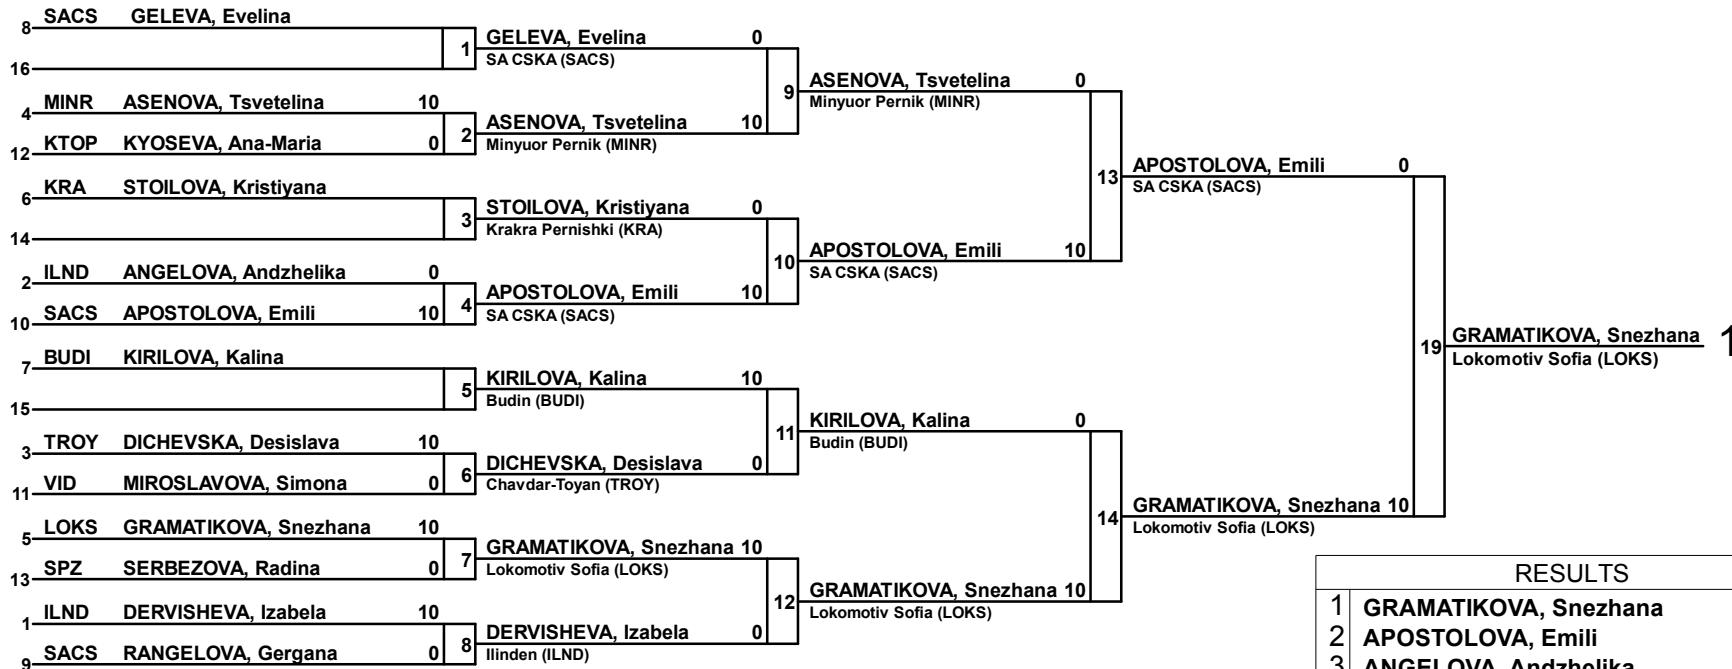 8 SACS GELEVA, Evelina
16
1 GELEVA, Evelina 0
SA CSKA (SACS)
4 MINR ASENOVA, Tsvetelina 10
12 KTOP KYOSEVA, Ana-Maria 0
2 ASENOVA, Tsvetelina 10
Minyuor Pernik (MINR)
9 ASENOVA, Tsvetelina 0
Minyuor Pernik (MINR)
6 KRA STOILOVA, Kristiyana
14
3 STOILOVA, Kristiyana 0
Krakra Pernishki (KRA)
2 ILND ANGELOVA, Andzhelika 0
10 SACS APOSTOLOVA, Emili 10
4 APOSTOLOVA, Emili 10
SA CSKA (SACS)
10 APOSTOLOVA, Emili 10
SA CSKA (SACS)
13 APOSTOLOVA, Emili 0
SA CSKA (SACS)
7 BUDI KIRILOVA, Kalina
15
5 KIRILOVA, Kalina 10
Budin (BUDI)
3 TROY DICHEVSKA, Desislava 10
11 VID MIROSLAVOVA, Simona 0
6 DICHEVSKA, Desislava 0
Chavdar-Toyan (TROY)
11 KIRILOVA, Kalina 0
Budin (BUDI)
5 LOKS GRAMATIKOVA, Snezhana 10
13 SPZ SERBEZOVA, Radina 0
7 GRAMATIKOVA, Snezhana 10
Lokomotiv Sofia (LOKS)
1 ILND DERVISHEVA, Izabela 10
9 SACS RANGELOVA, Gergana 0
8 DERVISHEVA, Izabela 0
Ilinden (ILND)
12 GRAMATIKOVA, Snezhana 10
Lokomotiv Sofia (LOKS)
14 GRAMATIKOVA, Snezhana 10
Lokomotiv Sofia (LOKS)
19 GRAMATIKOVA, Snezhana 1
Lokomotiv Sofia (LOKS)
RESULTS
1 GRAMATIKOVA, Snezhana
2 APOSTOLOVA, Emili
3 ANGELOVA, Andzhelika